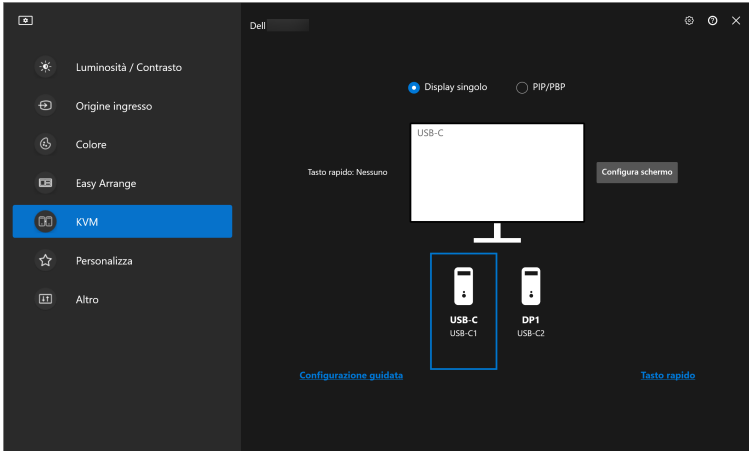 Dell
Luminosità / Contrasto
Origine ingresso
Colore
Easy Arrange
KVM
Personalizza
Altro
Display singolo
PIP/PBP
USB-C
Tasto rapido: Nessuno
Configura schermo
USB-C
USB-C1
DP1
USB-C2
Configurazione guidata
Tasto rapido